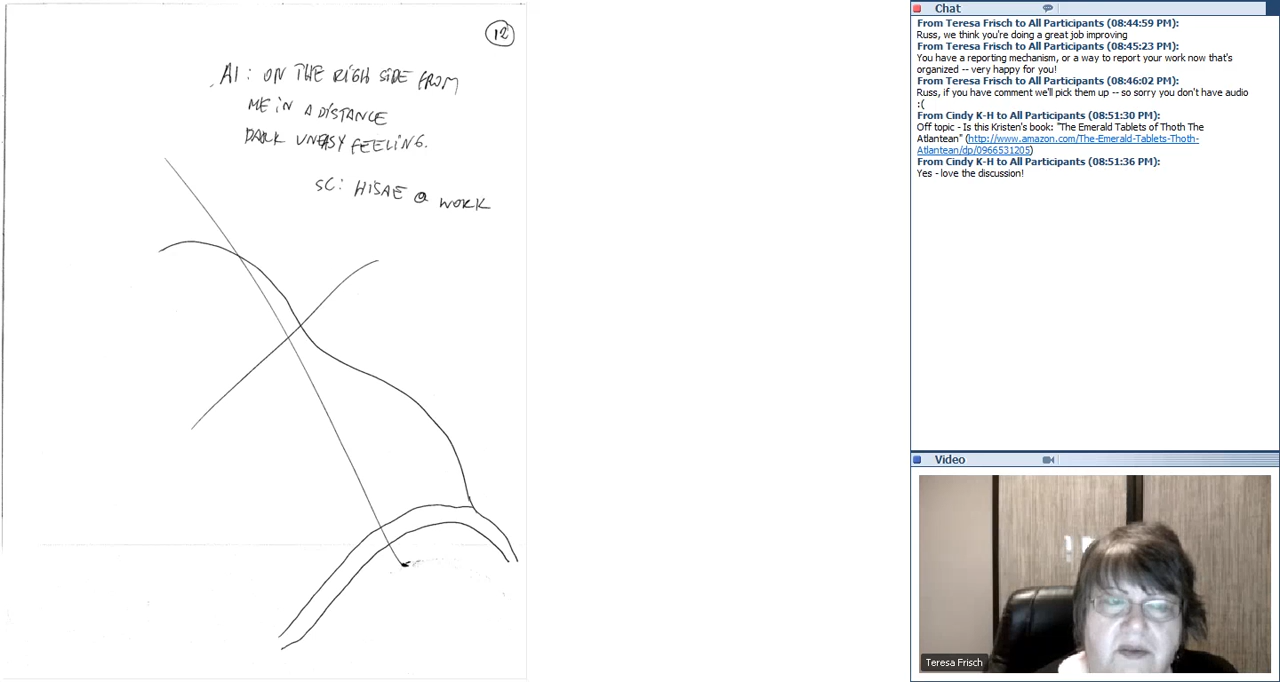 12
AI: ON THE RIGH SIDE FROM
ME IN A DISTANCE
DARK UNEASY FEELING.
SC: HISAE @ WORK
Chat
From Teresa Frisch to All Participants (08:44:59 PM):
Russ, we think you're doing a great job improving
From Teresa Frisch to All Participants (08:45:23 PM):
You have a reporting mechanism, or a way to report your work now that's
organized -- very happy for you!
From Teresa Frisch to All Participants (08:46:02 PM):
Russ, if you have comment we'll pick them up -- so sorry you don't have audio
:(
From Cindy K-H to All Participants (08:51:30 PM):
Off topic - Is this Kristen's book: "The Emerald Tablets of Thoth The
Atlantean" (http://www.amazon.com/The-Emerald-Tablets-Thoth-
Atlantean/dp/0966531205)
From Cindy K-H to All Participants (08:51:36 PM):
Yes - love the discussion!
Video
Teresa Frisch